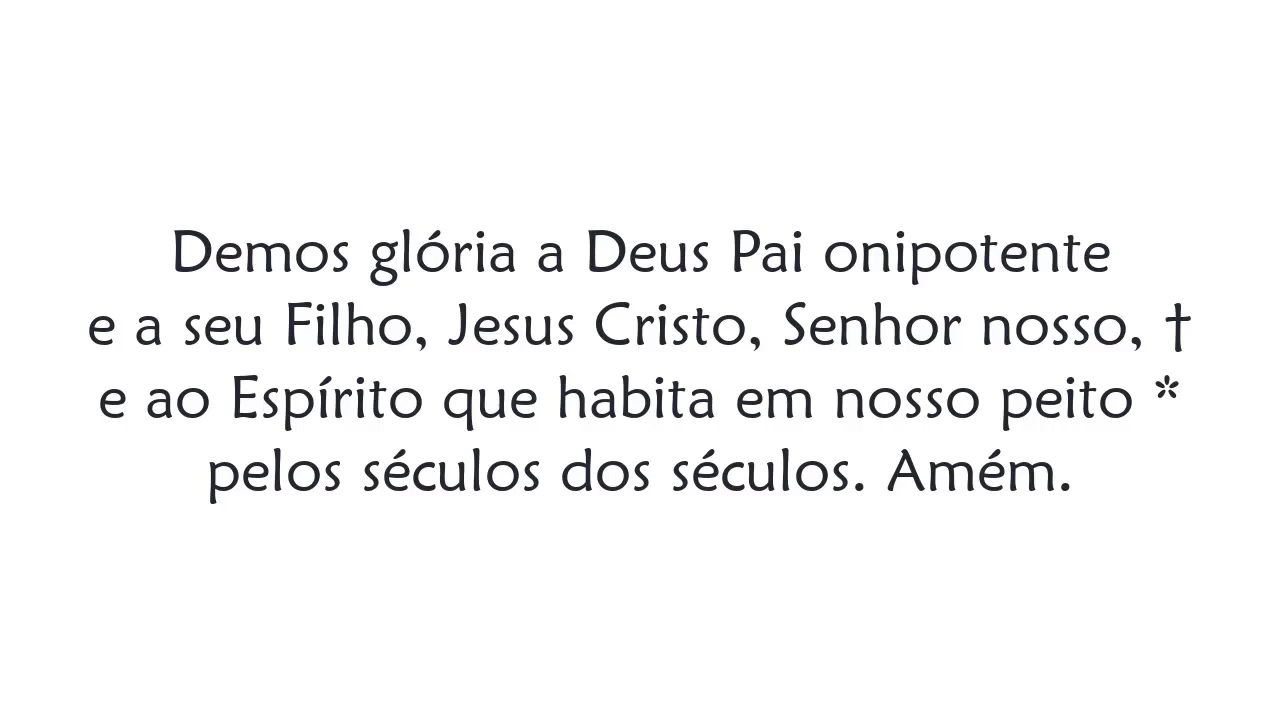 Demos glória a Deus Pai onipotente
e a seu Filho, Jesus Cristo, Senhor nosso, †
e ao Espírito que habita em nosso peito *
pelos séculos dos séculos. Amém.